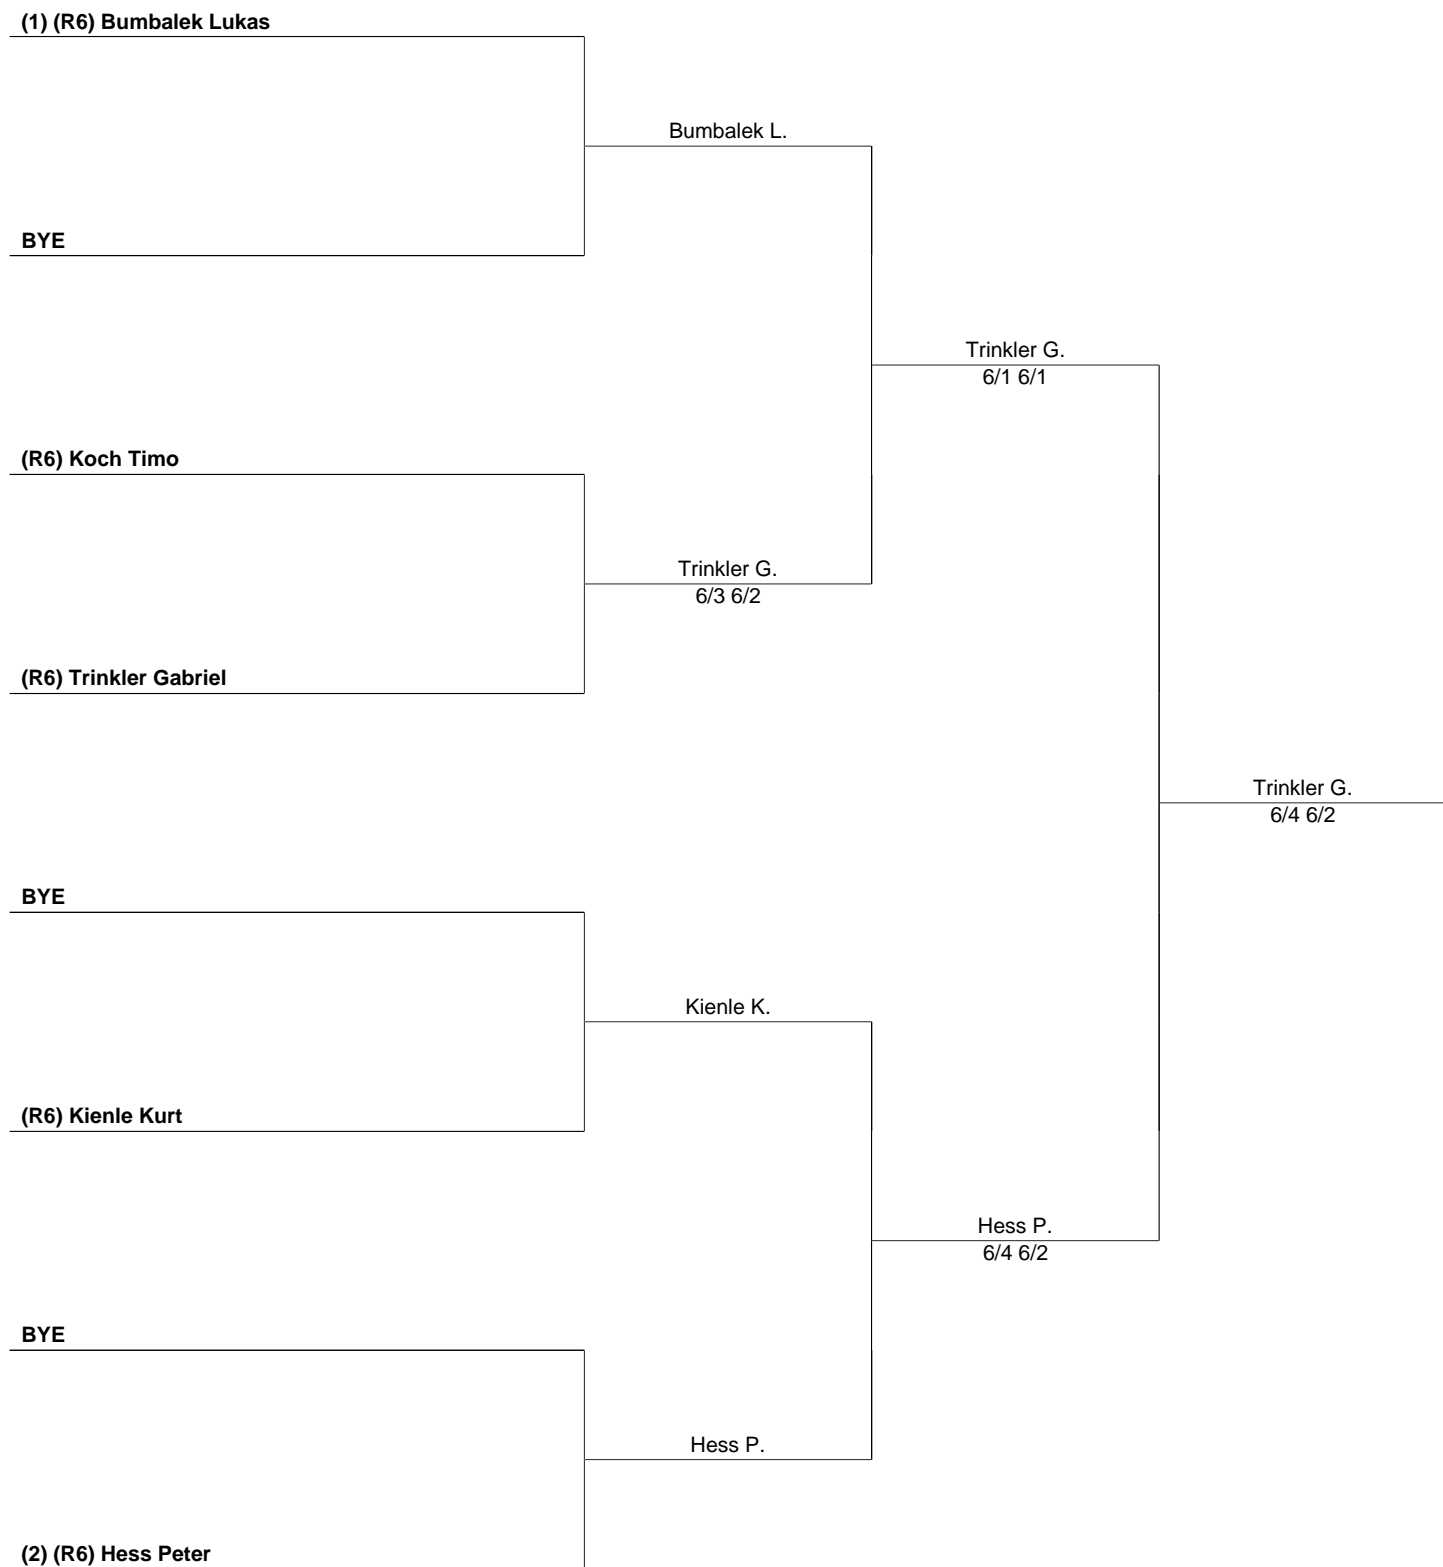 (1) (R6) Bumbalek Lukas
Bumbalek L.
BYE
Trinkler G.
6/1 6/1
(R6) Koch Timo
Trinkler G.
6/3 6/2
(R6) Trinkler Gabriel
Trinkler G.
6/4 6/2
BYE
Kienle K.
(R6) Kienle Kurt
Hess P.
6/4 6/2
BYE
Hess P.
(2) (R6) Hess Peter